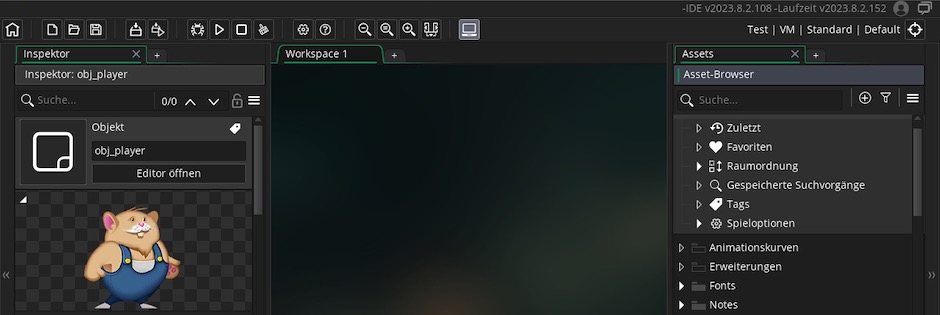 -IDE v2023.8.2.108 -Laufzeit v2023.8.2.152
Test | VM | Standard | Default
Inspektor
Inspektor: obj_player
Suche...
0/0
Objekt
obj_player
Editor öffnen
Workspace 1
Assets
Asset-Browser
Suche...
Zuletzt
Favoriten
Raumordnung
Gespeicherte Suchvorgänge
Tags
Spieloptionen
Animationskurven
Erweiterungen
Fonts
Notes